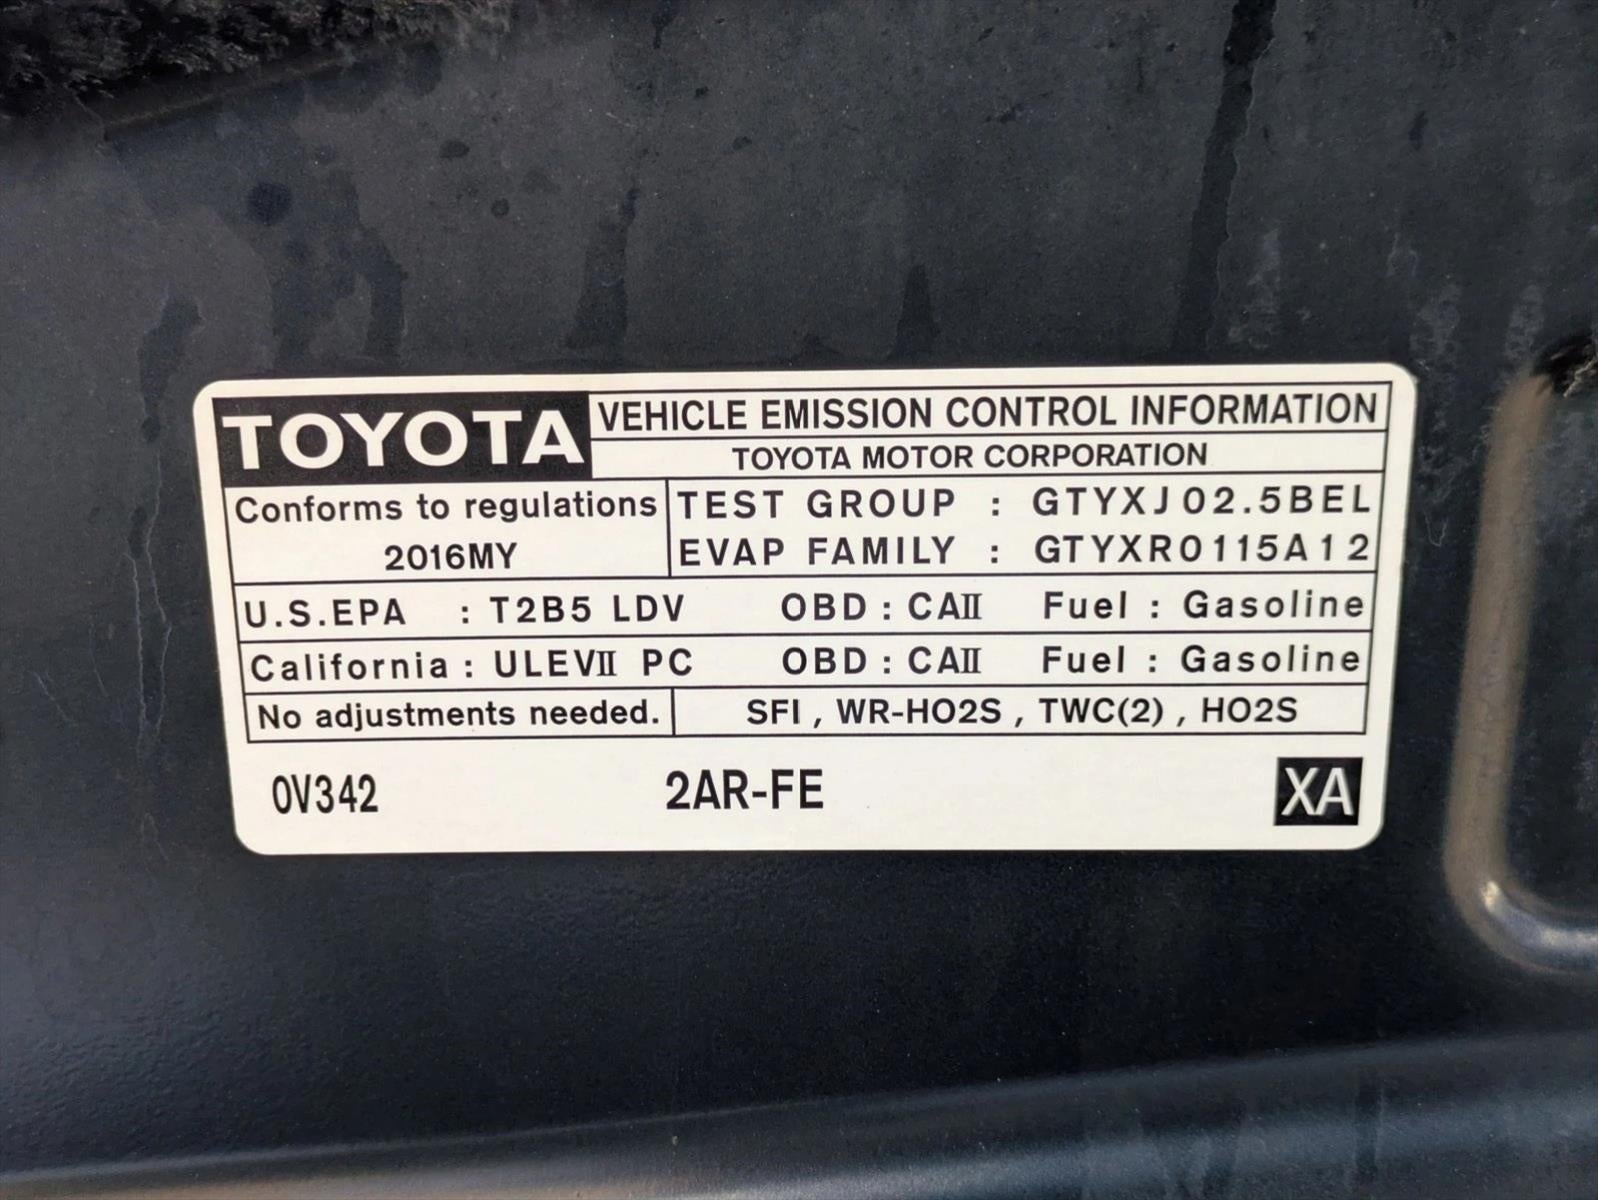 TOYOTA VEHICLE EMISSION CONTROL INFORMATION
TOYOTA MOTOR CORPORATION
Conforms to regulations
2016MY
TEST GROUP : GTYXJ02.5BEL
EVAP FAMILY : GTYXR0115A12
U.S.EPA : T2B5 LDV OBD : CAII Fuel : Gasoline
California : ULEVII PC OBD : CAII Fuel : Gasoline
No adjustments needed. SFI , WR-HO2S , TWC(2) , HO2S
0V342 2AR-FE XA